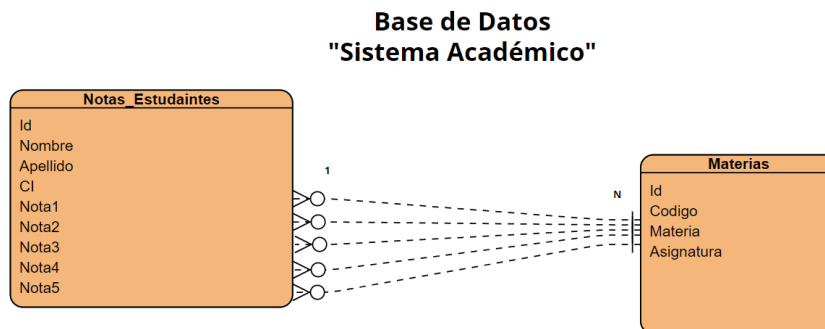 Base de Datos
"Sistema Académico"
Notas_Estudaintes
Id
Nombre
Apellido
CI
Nota1
Nota2
Nota3
Nota4
Nota5
1
N
Materias
Id
Codigo
Materia
Asignatura